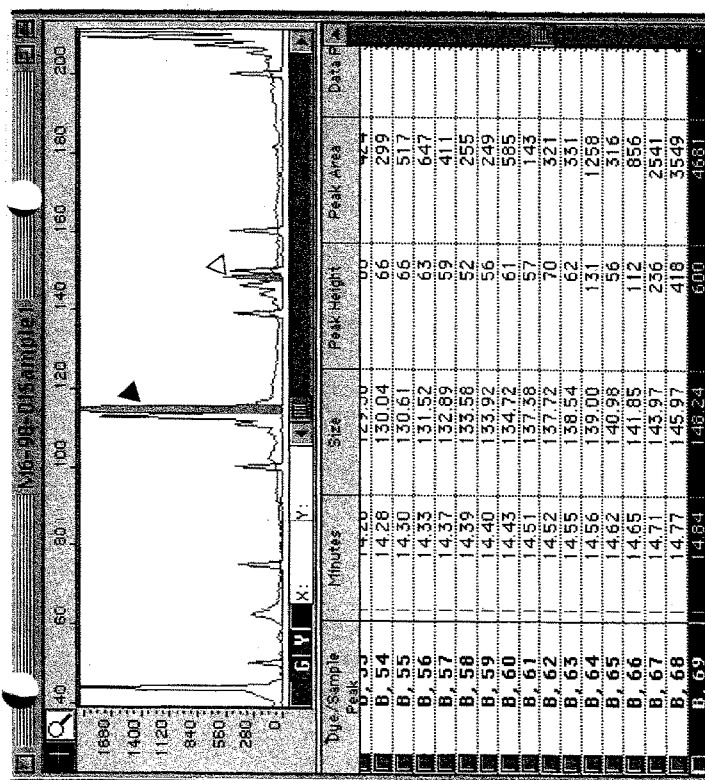 M6-98-01Sample 1
40 60 80 100 120 140 160 180 200
1680
1400
1120
840
560
280
0
G Y X: Y:
Dye/Sample Peak Minutes Size Peak Height Peak Area Data P
B, 54 14.28 130.04 66 299
B, 55 14.30 130.61 66 517
B, 56 14.33 131.52 63 647
B, 57 14.37 132.89 59 411
B, 58 14.39 133.58 52 255
B, 59 14.40 133.92 56 249
B, 60 14.43 134.72 61 585
B, 61 14.51 137.38 57 143
B, 62 14.52 137.72 70 321
B, 63 14.55 138.54 62 331
B, 64 14.56 139.00 131 1258
B, 65 14.62 140.98 56 316
B, 66 14.65 141.85 112 856
B, 67 14.71 143.97 236 2541
B, 68 14.77 145.97 418 3549
B, 69 14.84 148.24 600 4681